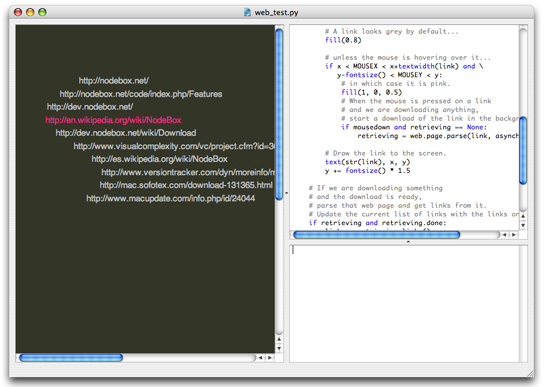 web_test.py
http://nodebox.net/
http://nodebox.net/code/index.php/Features
http://dev.nodebox.net/
http://en.wikipedia.org/wiki/NodeBox
http://dev.nodebox.net/wiki/Download
http://www.visualcomplexity.com/vc/project.cfm?id=
http://es.wikipedia.org/wiki/NodeBox
http://www.versiontracker.com/dyn/moreinfo/m
http://mac.sofotex.com/download-131365.html
http://www.macupdate.com/info.php/id/24044
# A link looks grey by default...
fill(0.8)
# unless the mouse is hovering over it...
if x < MOUSEX < x+textwidth(link) and \
y-fontsize() < MOUSEY < y:
# in which case it is pink.
fill(1, 0, 0.5)
# When the mouse is pressed on a link
# and we are downloading anything,
# start a download of the link in the backgr
if mousedown and retrieving == None:
retrieving = web.page.parse(link, asynch
# Draw the link to the screen.
text(str(link), x, y)
y += fontsize() * 1.5
# If we are downloading something
# and the download is ready,
# parse that web page and get links from it.
# Update the current list of links with the links on
if retrieving and retrieving.done: